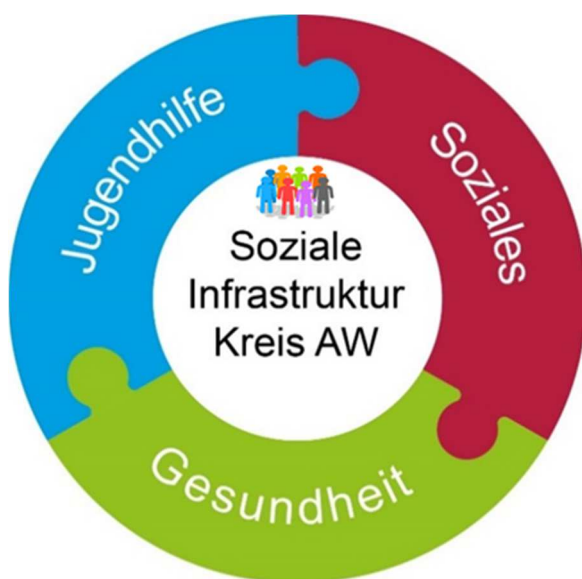 Jugendhilfe
Soziales
Soziale
Infrastruktur
Kreis AW
Gesundheit